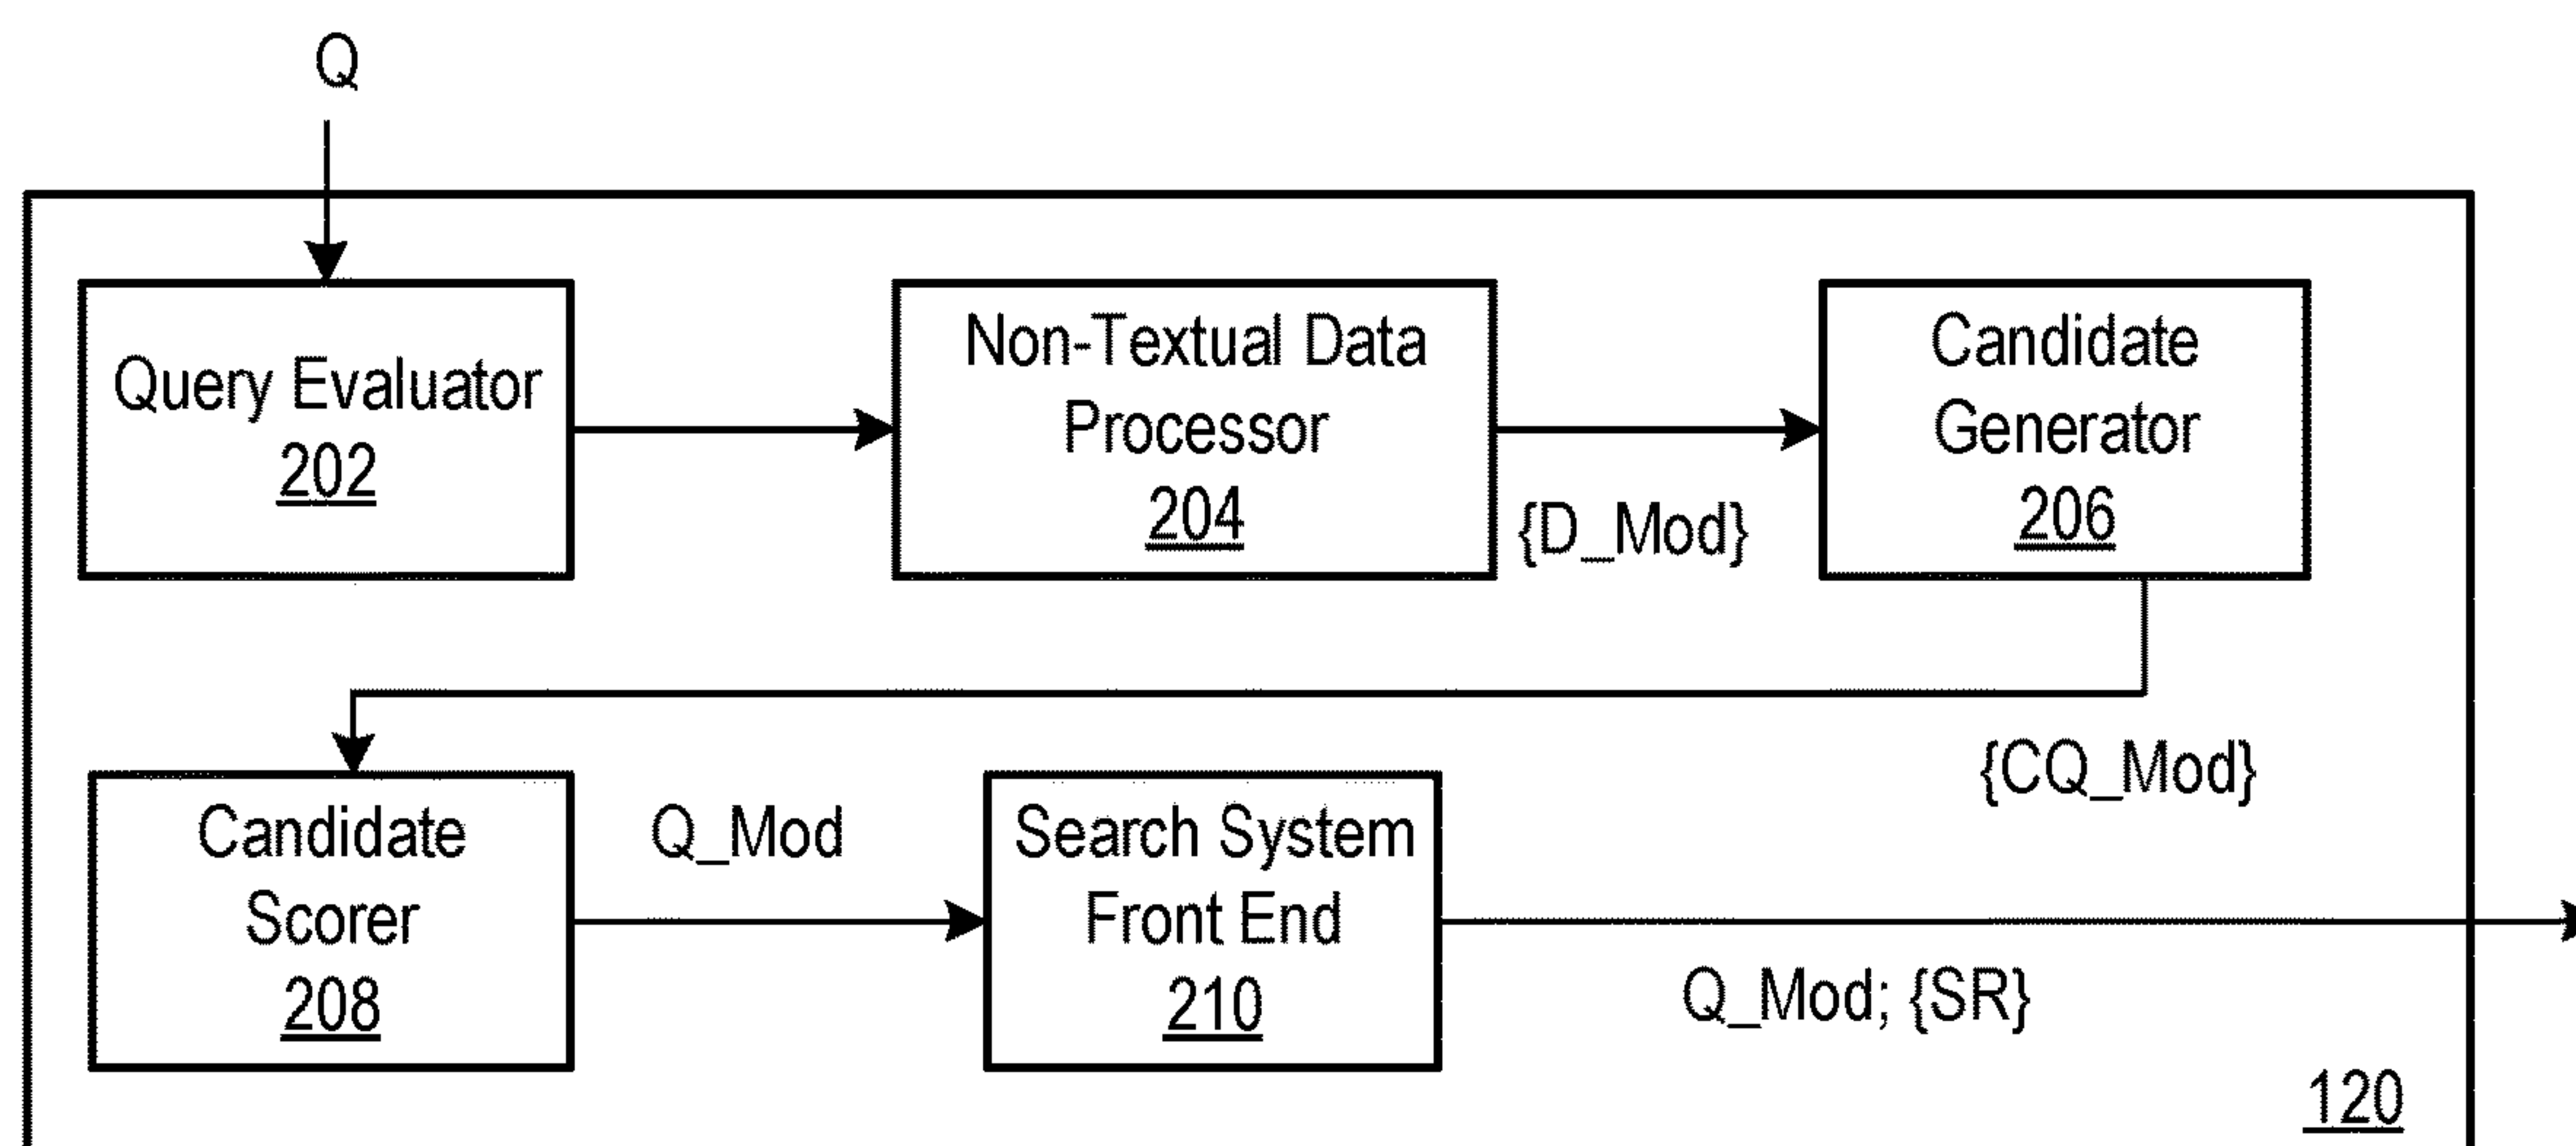 Q
Query Evaluator
202
Non-Textual Data
Processor
204
{D_Mod}
Candidate
Generator
206
{CQ_Mod}
Candidate
Scorer
208
Q_Mod
Search System
Front End
210
Q_Mod; {SR}
120